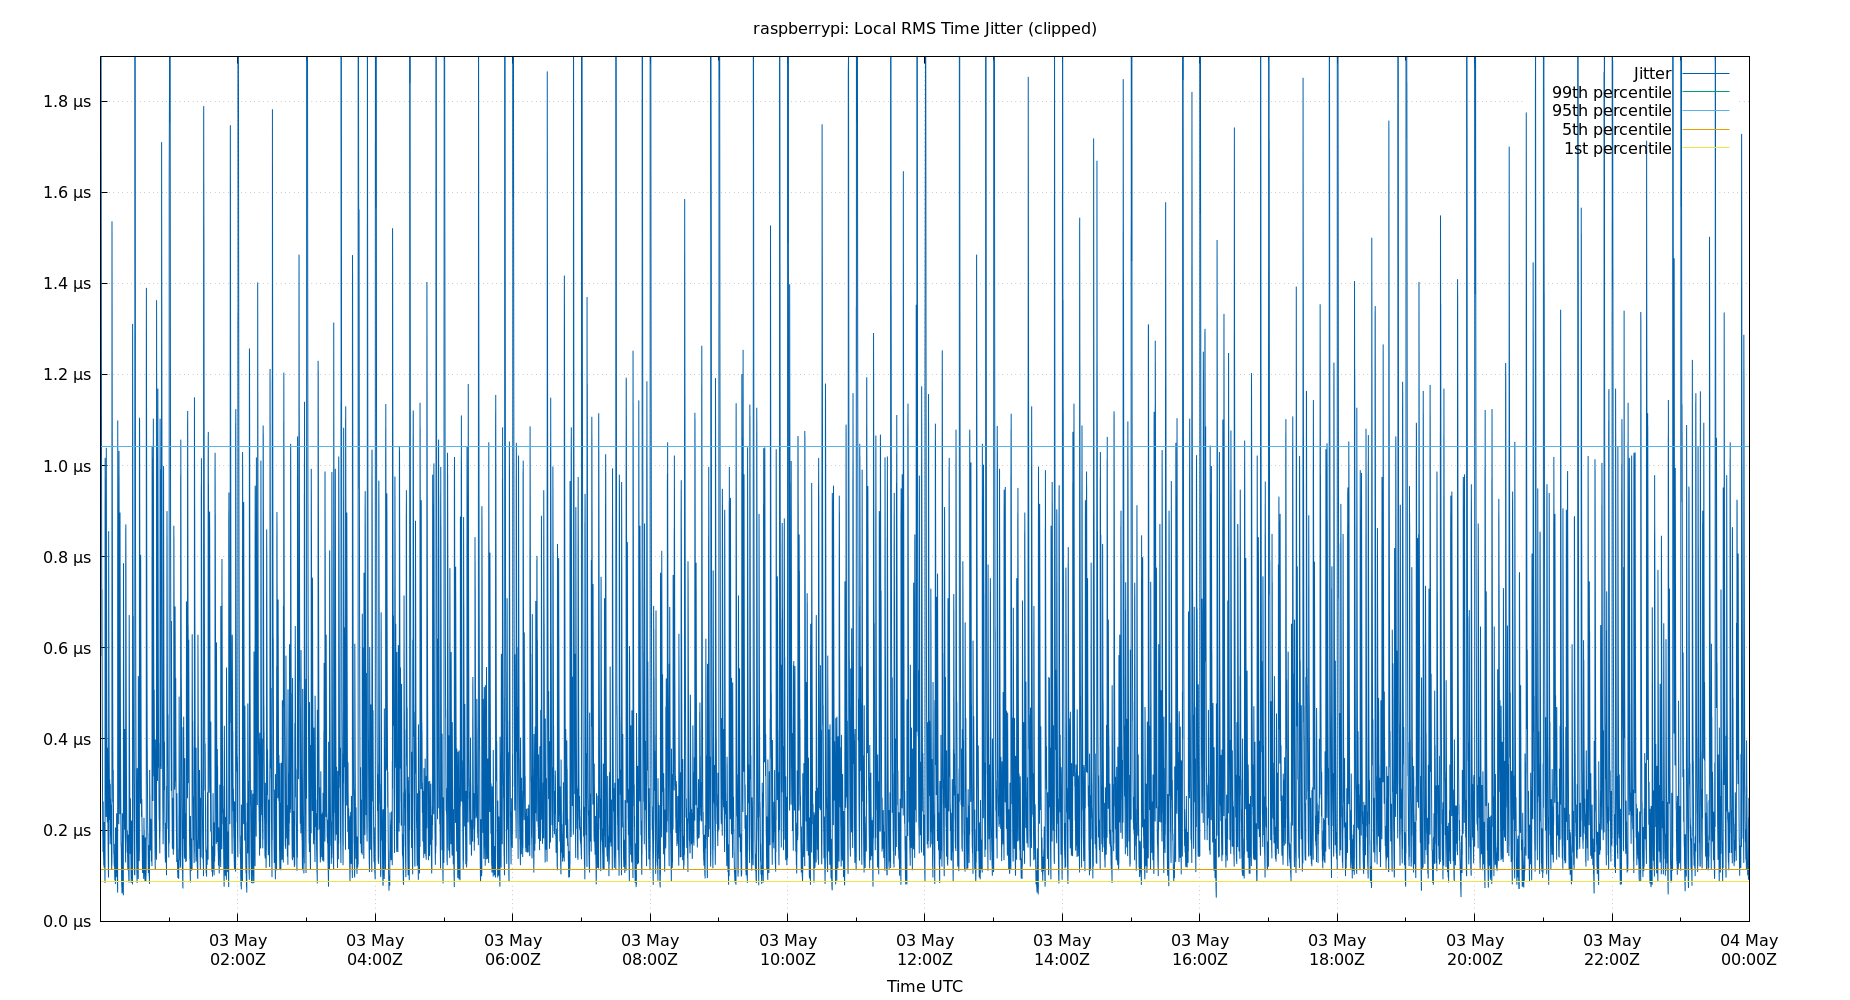 raspberrypi: Local RMS Time Jitter (clipped)
Jitter
99th percentile
95th percentile
5th percentile
1st percentile
1.8 µs
1.6 µs
1.4 µs
1.2 µs
1.0 µs
0.8 µs
0.6 µs
0.4 µs
0.2 µs
0.0 µs
03 May 03 May 03 May 03 May 03 May 03 May 03 May 03 May 03 May 03 May 03 May 04 May
02:00Z 04:00Z 06:00Z 08:00Z 10:00Z 12:00Z 14:00Z 16:00Z 18:00Z 20:00Z 22:00Z 00:00Z
Time UTC